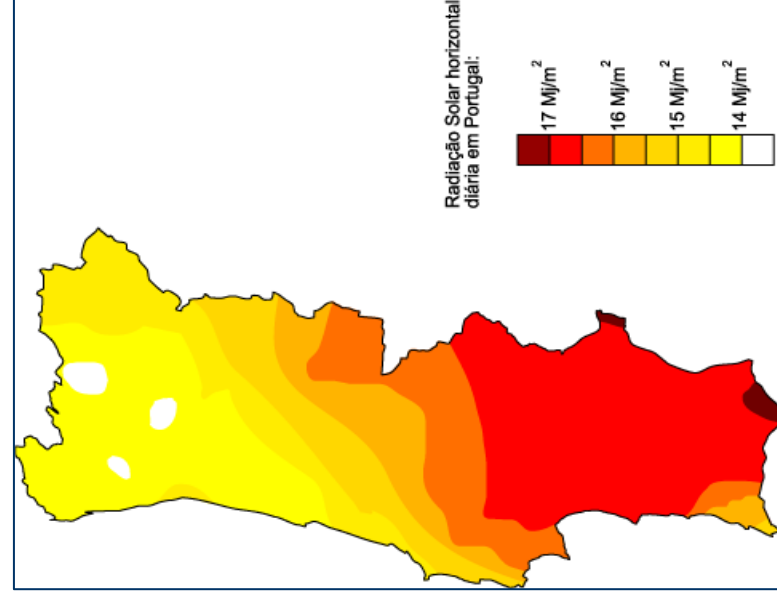 Radiação Solar horizontal
diária em Portugal:
17 Mj/m²
16 Mj/m²
15 Mj/m²
14 Mj/m²